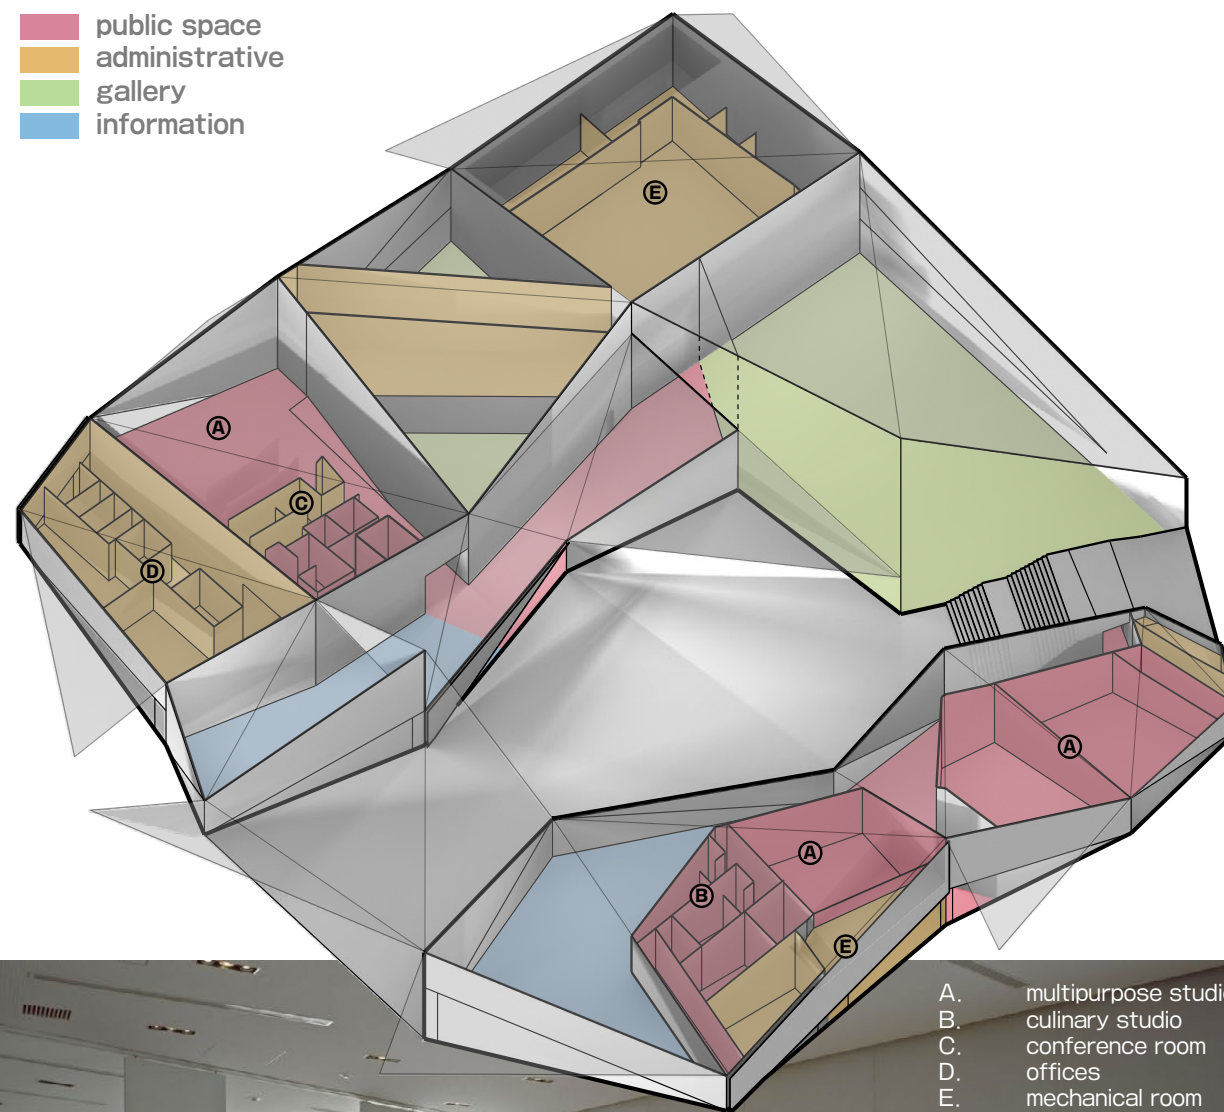 public space
administrative
gallery
information
E
A
C
D
A
A
B
E
A. multipurpose studi
B. culinary studio
C. conference room
D. offices
E. mechanical room